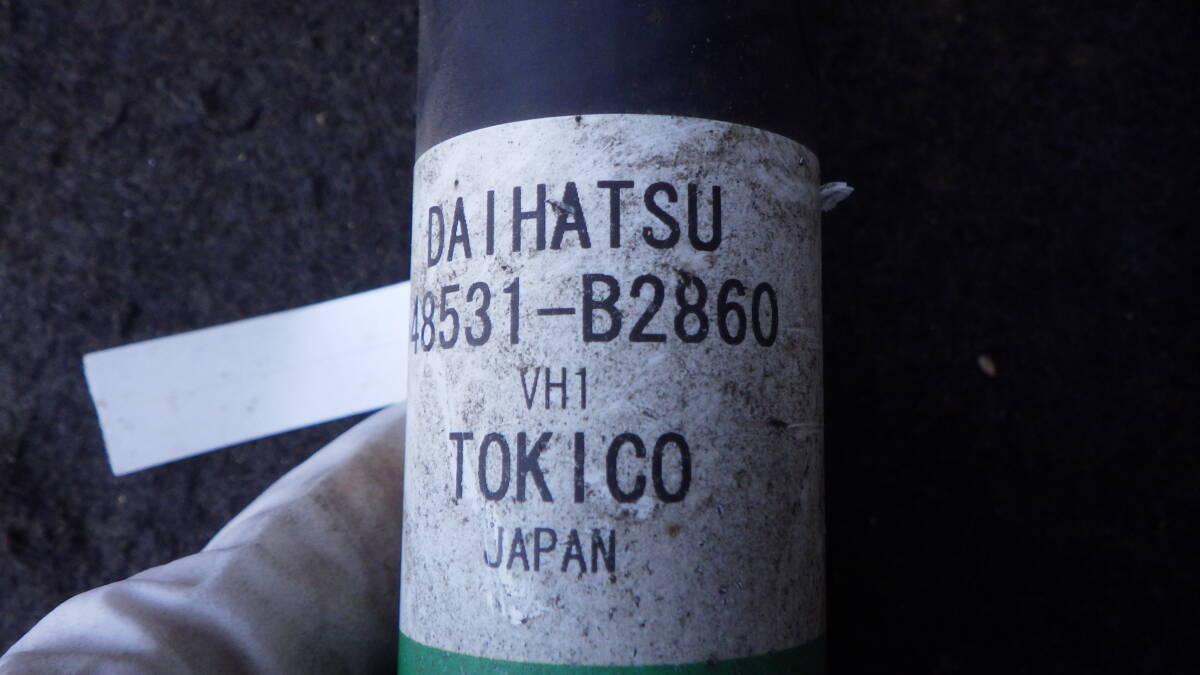 DAIHATSU
48531-B2860
VH1
TOKICO
JAPAN